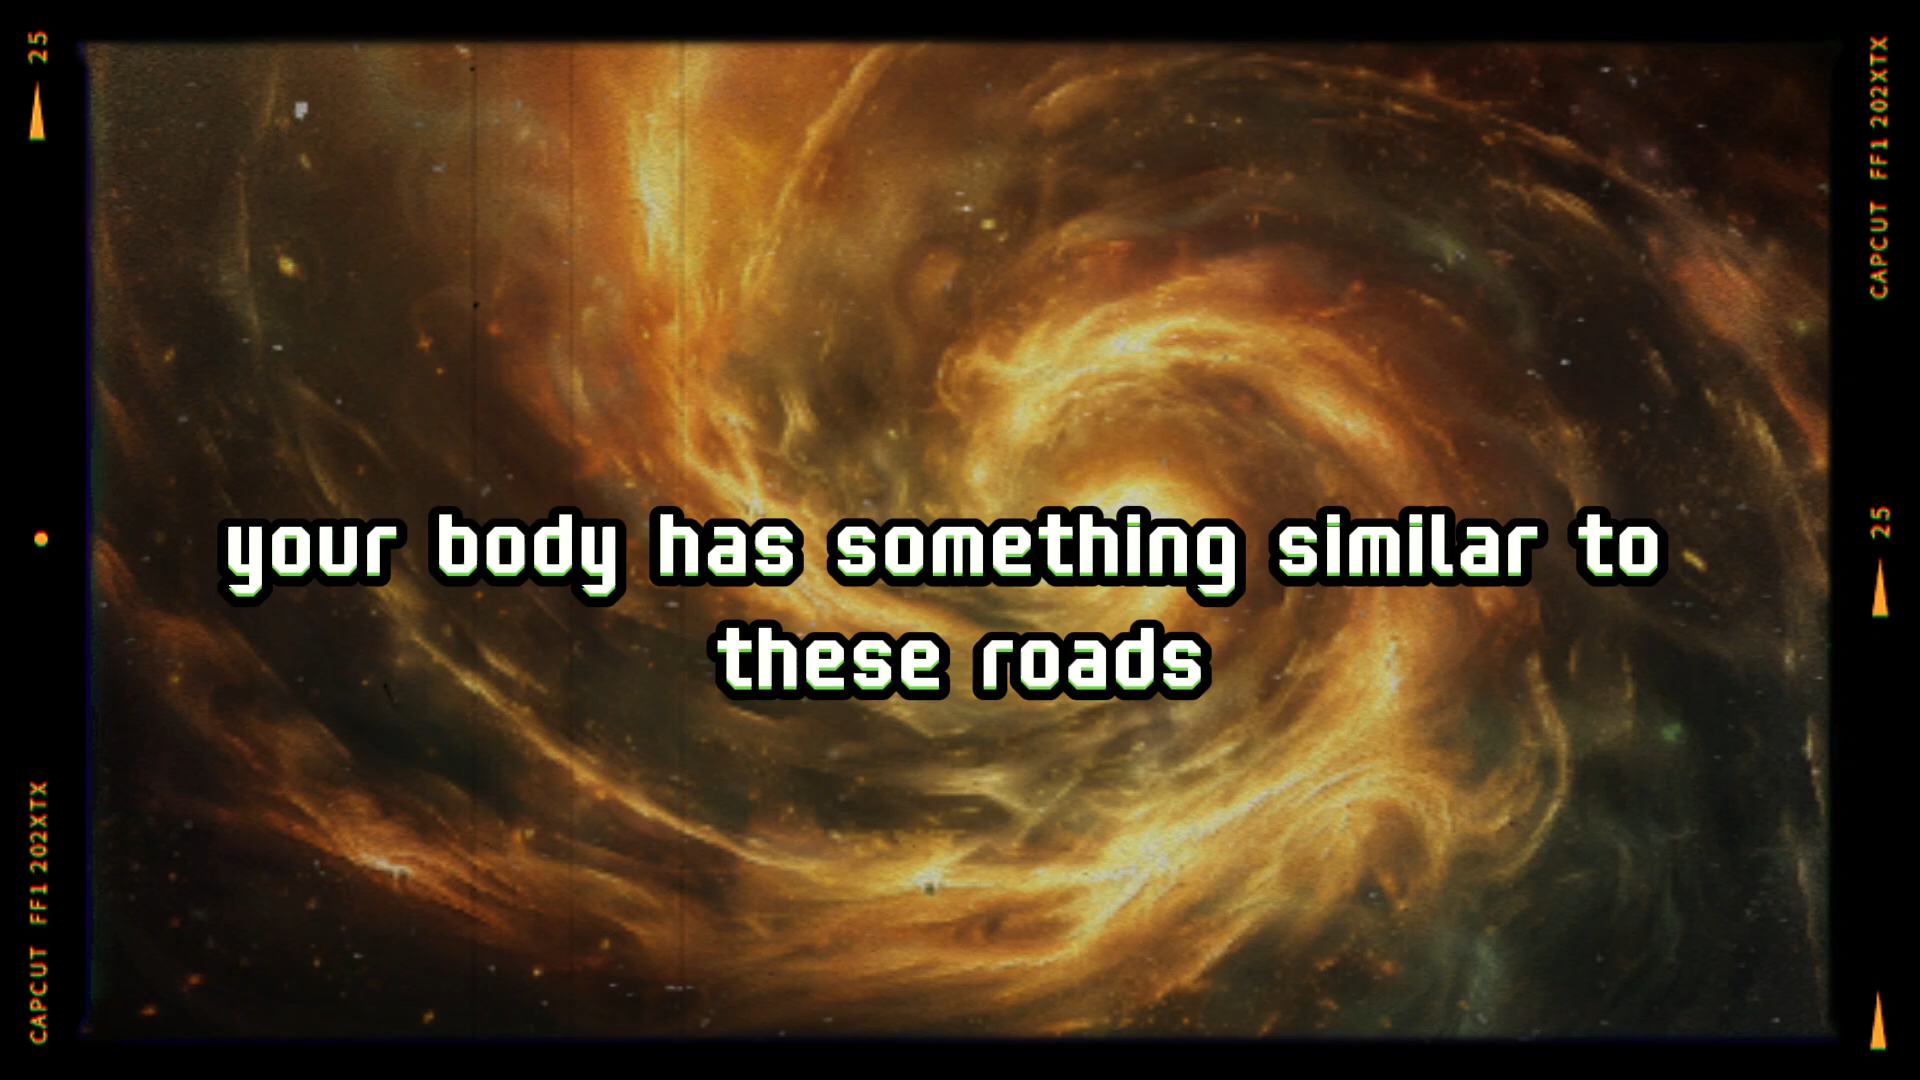 25
CAPCUT FF1 202XTX
your body has something similar to
these roads
25
CAPCUT FF1 202XTX